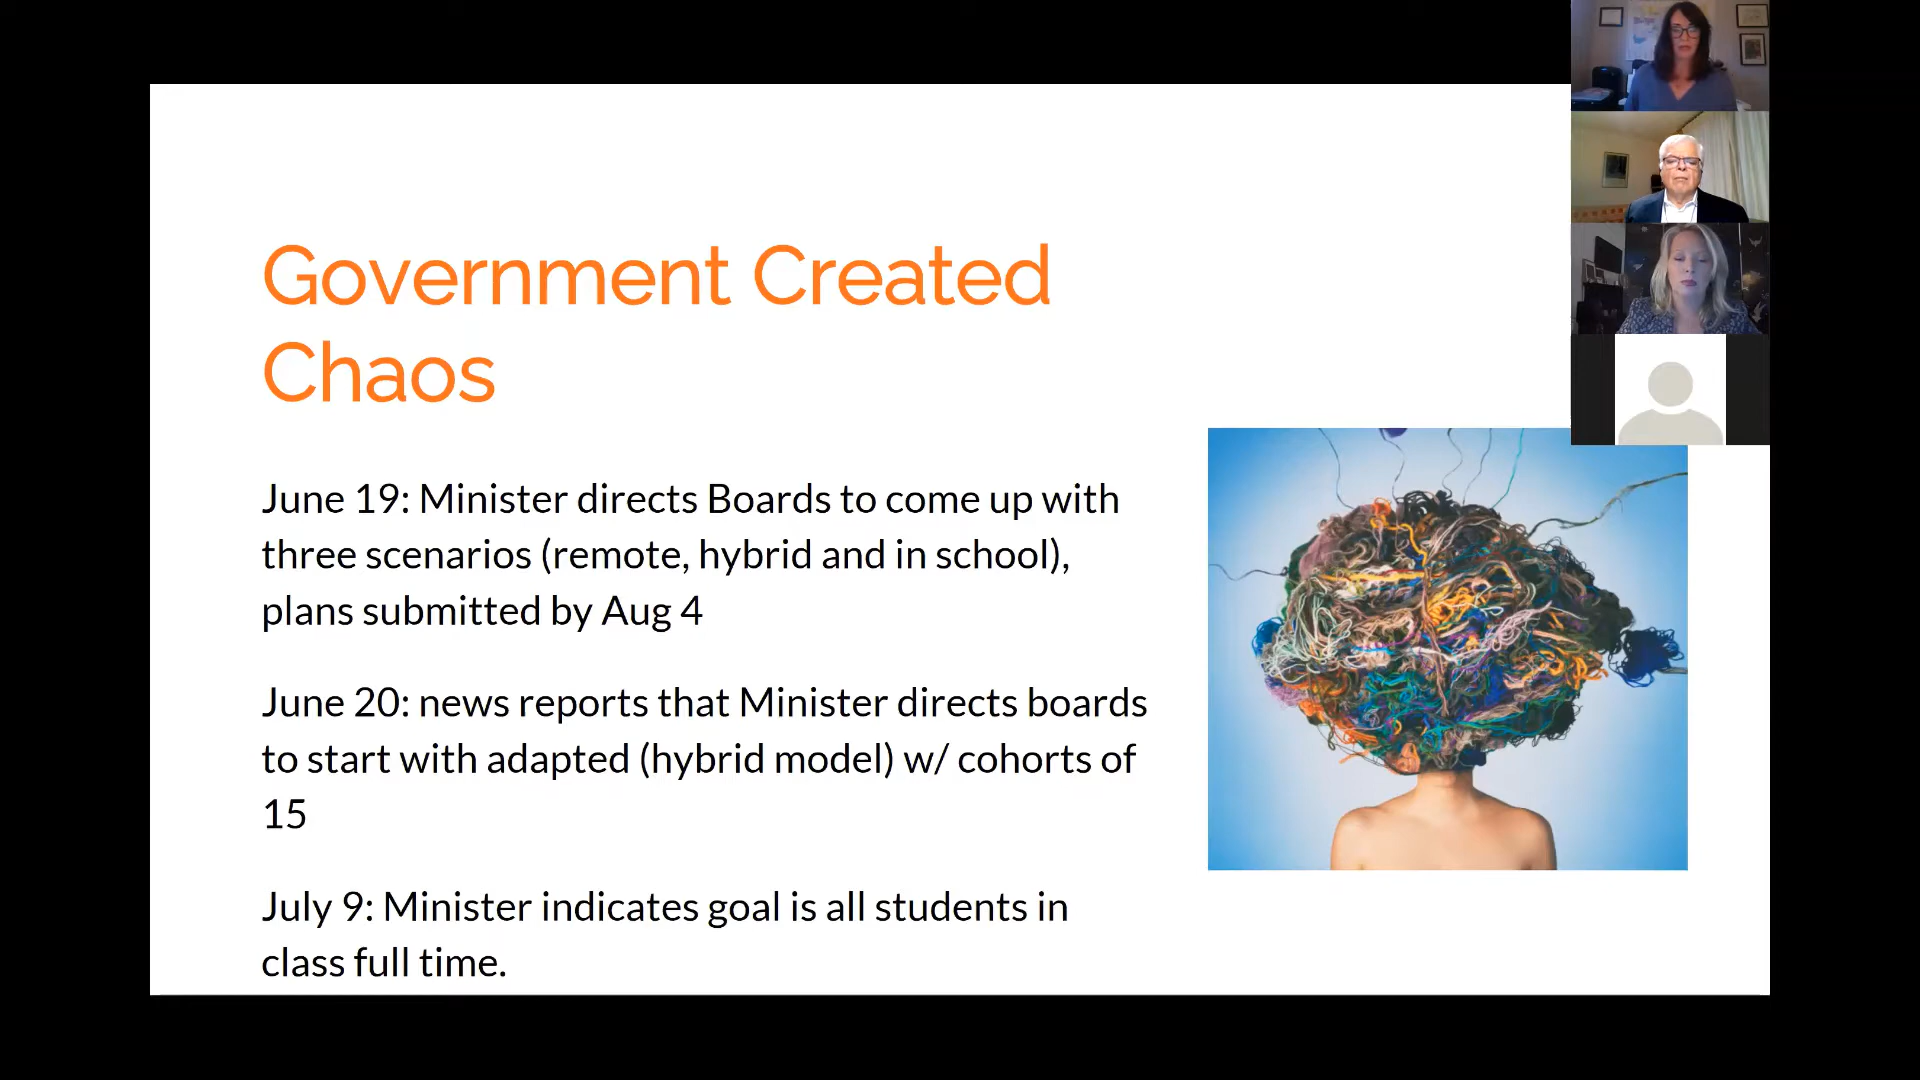 Government Created
Chaos
June 19: Minister directs Boards to come up with
three scenarios (remote, hybrid and in school),
plans submitted by Aug 4
June 20: news reports that Minister directs boards
to start with adapted (hybrid model) w/ cohorts of
15
July 9: Minister indicates goal is all students in
class full time.